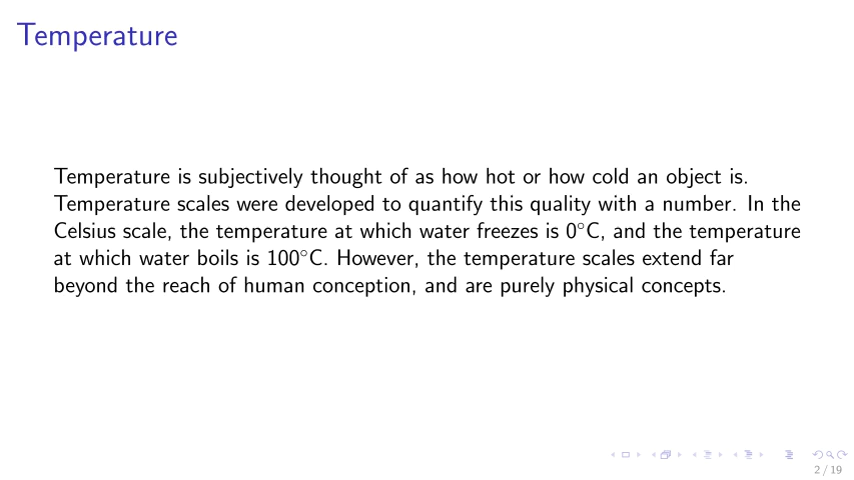 Temperature
Temperature is subjectively thought of as how hot or how cold an object is.
Temperature scales were developed to quantify this quality with a number. In the
Celsius scale, the temperature at which water freezes is 0°C, and the temperature
at which water boils is 100°C. However, the temperature scales extend far
beyond the reach of human conception, and are purely physical concepts.
2 / 19